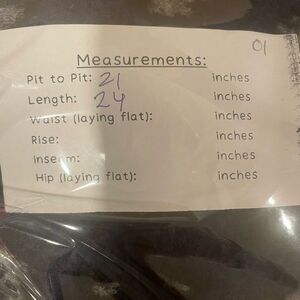 01
Measurements:
Pit to Pit: 21 inches
Length: 24 inches
Waist (laying flat): inches
Rise: inches
Inseam: inches
Hip (laying flat): inches